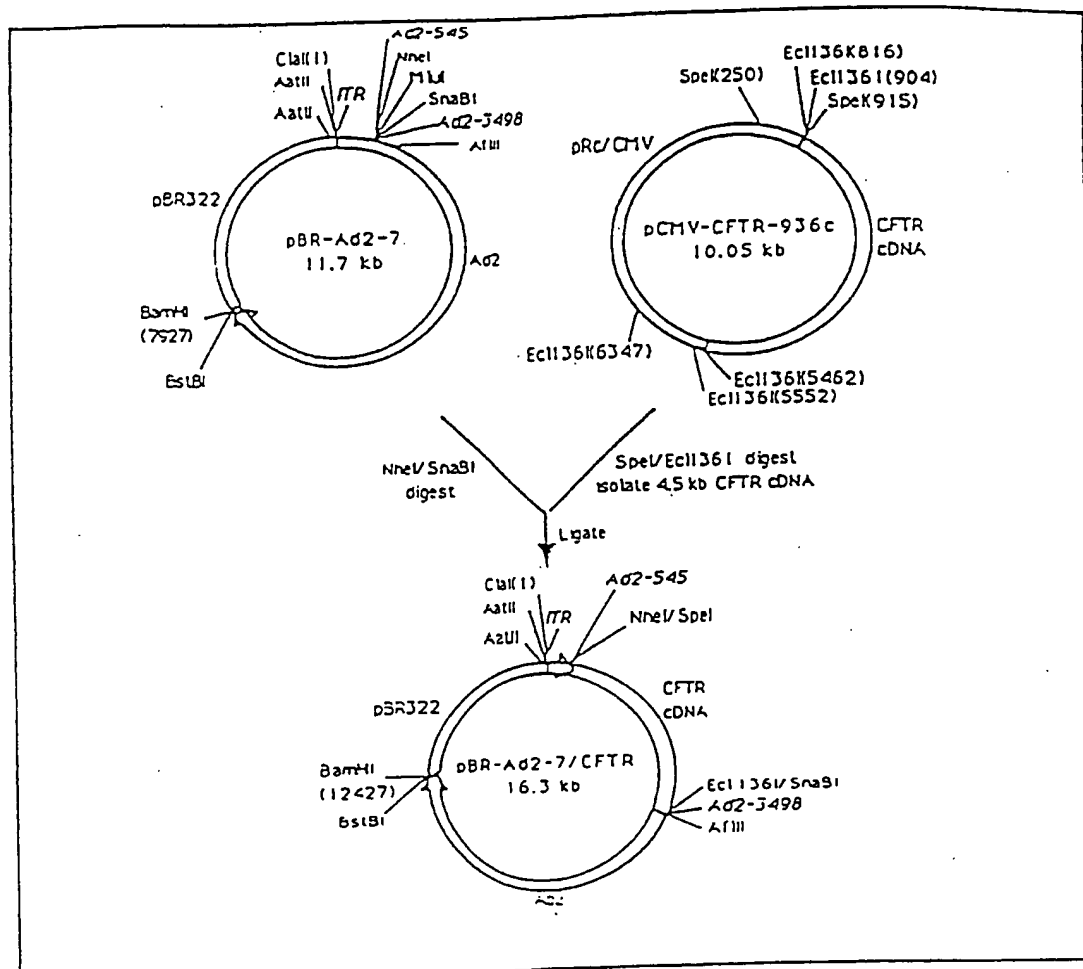 Ad2-545
ClaI(1)
NheI
AatII
MluI
ITR
SnaBI
AatII
Ad2-3498
AflII
pBR322
pBR-Ad2-7
11.7 kb
Ad2
BamHI
(7927)
BstBI
Ecl136I(816)
SpeI(250)
Ecl136I(904)
SpeI(915)
pRc/CMV
pCMV-CFTR-936c
10.05 kb
CFTR
cDNA
Ecl136I(6347)
Ecl136I(5462)
Ecl136I(5552)
NheI/SnaBI
digest
SpeI/Ecl136I digest
isolate 4.5 kb CFTR cDNA
Ligate
ClaI(1)
Ad2-545
AatII
ITR
NheI/SpeI
AatII
CFTR
cDNA
pBR322
BamHI
(12427)
pBR-Ad2-7/CFTR
16.3 kb
BstBI
Ecl136I/SnaBI
Ad2-3498
AflII
Ad2